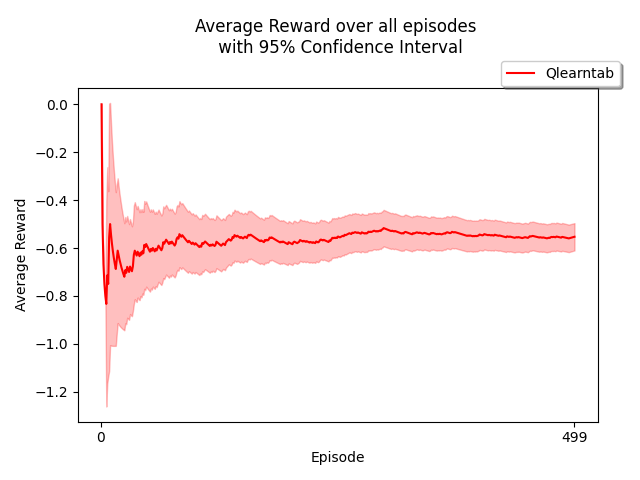 Average Reward over all episodes
with 95% Confidence Interval
Qlearntab
0.0
−0.2
−0.4
−0.6
−0.8
−1.0
−1.2
Average Reward
0
499
Episode